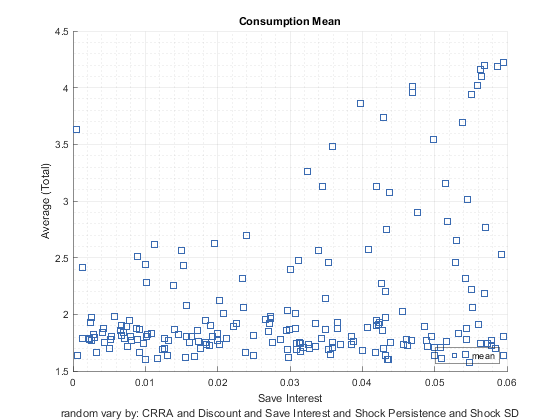 Consumption Mean
4.5
4
3.5
3
2.5
2
1.5
Average (Total)
0
0.01
0.02
0.03
0.04
0.05
0.06
mean
Save Interest
random vary by: CRRA and Discount and Save Interest and Shock Persistence and Shock SD